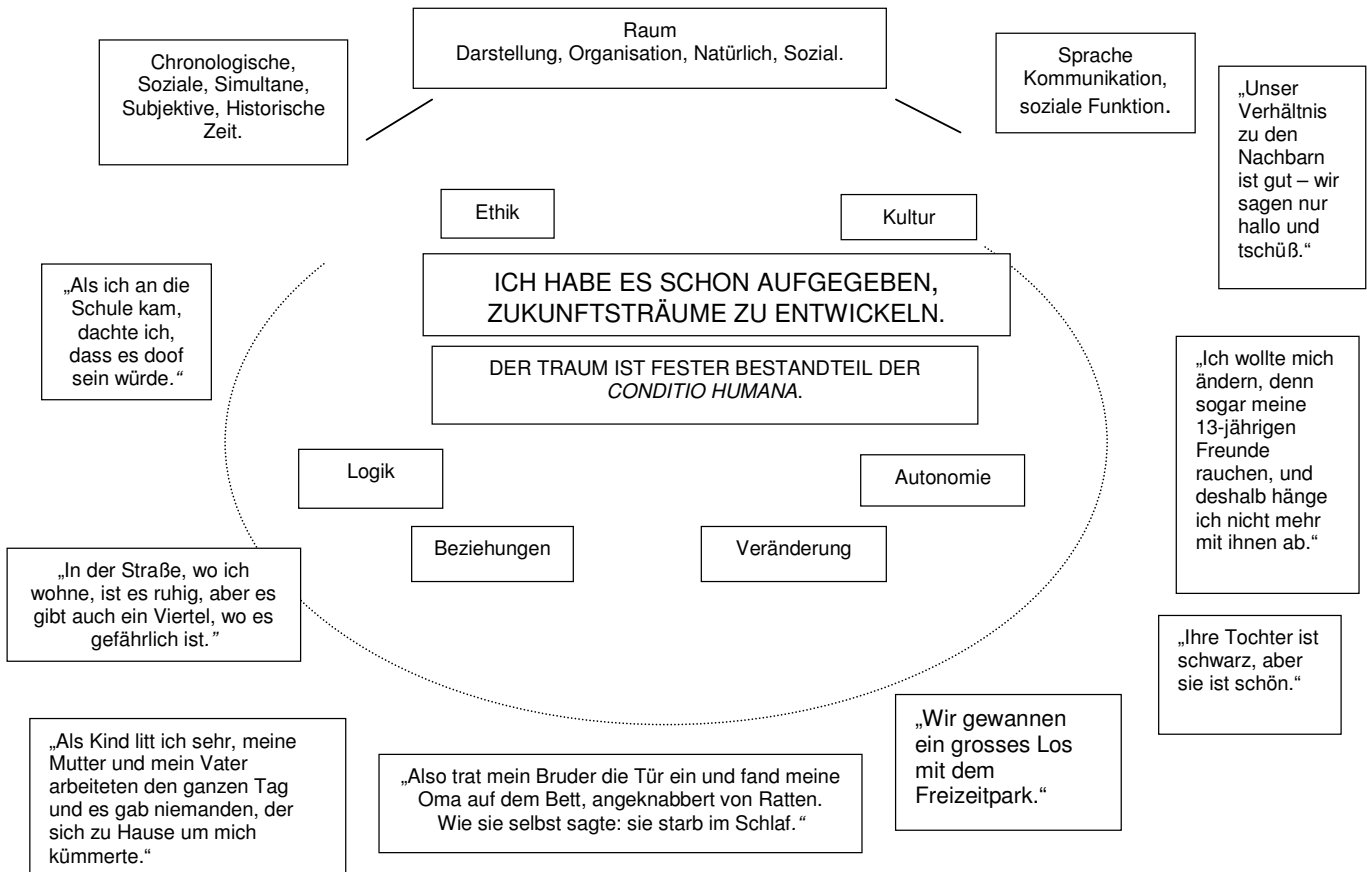 Raum
Darstellung, Organisation, Natürlich, Sozial.
Chronologische,
Soziale, Simultane,
Subjektive, Historische
Zeit.
Sprache
Kommunikation,
soziale Funktion.
„Unser
Verhältnis
zu den
Nachbarn
ist gut – wir
sagen nur
hallo und
tschüß.“
Ethik
Kultur
ICH HABE ES SCHON AUFGEGEBEN,
ZUKUNFTSTRÄUME ZU ENTWICKELN.
„Als ich an die
Schule kam,
dachte ich,
dass es doof
sein würde.“
DER TRAUM IST FESTER BESTANDTEIL DER
CONDITIO HUMANA.
„Ich wollte mich
ändern, denn
sogar meine
13-jährigen
Freunde
rauchen, und
deshalb hänge
ich nicht mehr
mit ihnen ab.“
Logik
Autonomie
Beziehungen
Veränderung
„In der Straße, wo ich
wohne, ist es ruhig, aber es
gibt auch ein Viertel, wo es
gefährlich ist.“
„Ihre Tochter ist
schwarz, aber
sie ist schön.“
„Als Kind litt ich sehr, meine
Mutter und mein Vater
arbeiteten den ganzen Tag
und es gab niemanden, der
sich zu Hause um mich
kümmerte.“
„Also trat mein Bruder die Tür ein und fand meine
Oma auf dem Bett, angeknabbert von Ratten.
Wie sie selbst sagte: sie starb im Schlaf.“
„Wir gewannen
ein grosses Los
mit dem
Freizeitpark.“